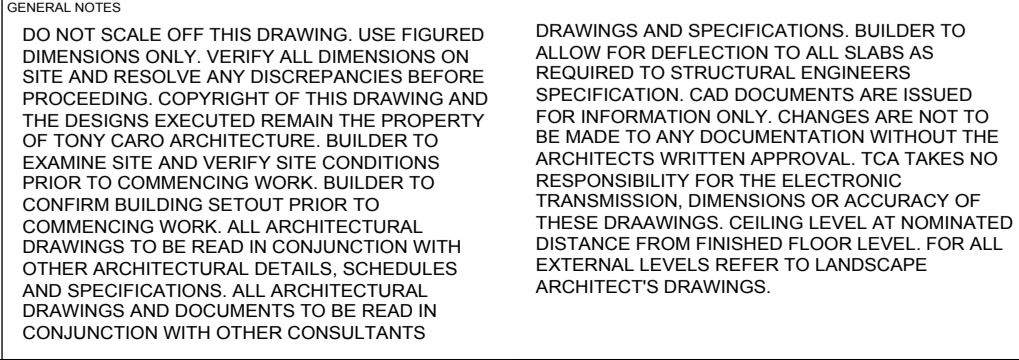 GENERAL NOTES
DO NOT SCALE OFF THIS DRAWING. USE FIGURED
DIMENSIONS ONLY. VERIFY ALL DIMENSIONS ON
SITE AND RESOLVE ANY DISCREPANCIES BEFORE
PROCEEDING. COPYRIGHT OF THIS DRAWING AND
THE DESIGNS EXECUTED REMAIN THE PROPERTY
OF TONY CARO ARCHITECTURE. BUILDER TO
EXAMINE SITE AND VERIFY SITE CONDITIONS
PRIOR TO COMMENCING WORK. BUILDER TO
CONFIRM BUILDING SETOUT PRIOR TO
COMMENCING WORK. ALL ARCHITECTURAL
DRAWINGS TO BE READ IN CONJUNCTION WITH
OTHER ARCHITECTURAL DETAILS, SCHEDULES
AND SPECIFICATIONS. ALL ARCHITECTURAL
DRAWINGS AND DOCUMENTS TO BE READ IN
CONJUNCTION WITH OTHER CONSULTANTS
DRAWINGS AND SPECIFICATIONS. BUILDER TO
ALLOW FOR DEFLECTION TO ALL SLABS AS
REQUIRED TO STRUCTURAL ENGINEERS
SPECIFICATION. CAD DOCUMENTS ARE ISSUED
FOR INFORMATION ONLY. CHANGES ARE NOT TO
BE MADE TO ANY DOCUMENTATION WITHOUT THE
ARCHITECTS WRITTEN APPROVAL. TCA TAKES NO
RESPONSIBILITY FOR THE ELECTRONIC
TRANSMISSION, DIMENSIONS OR ACCURACY OF
THESE DRAAWINGS. CEILING LEVEL AT NOMINATED
DISTANCE FROM FINISHED FLOOR LEVEL. FOR ALL
EXTERNAL LEVELS REFER TO LANDSCAPE
ARCHITECT'S DRAWINGS.